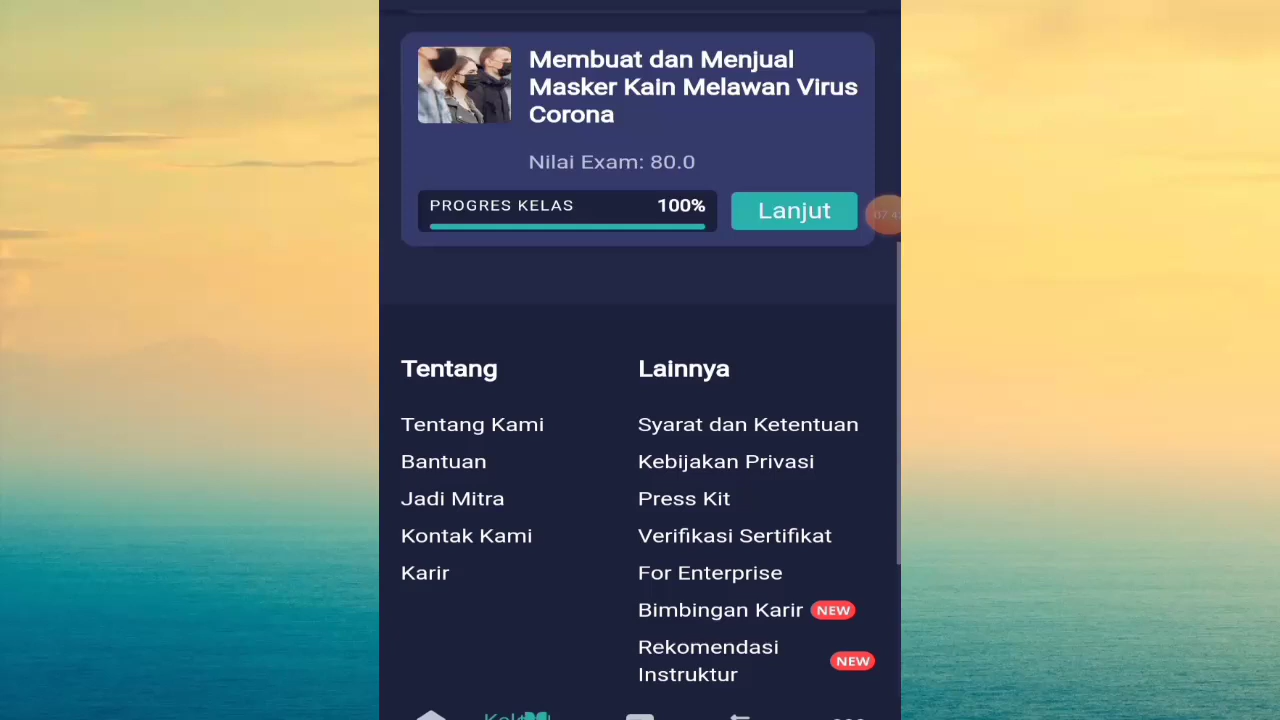 Membuat dan Menjual
Masker Kain Melawan Virus
Corona
Nilai Exam: 80.0
PROGRES KELAS 100%
Lanjut
Tentang
Tentang Kami
Bantuan
Jadi Mitra
Kontak Kami
Karir
Lainnya
Syarat dan Ketentuan
Kebijakan Privasi
Press Kit
Verifikasi Sertifikat
For Enterprise
Bimbingan Karir NEW
Rekomendasi
Instruktur NEW